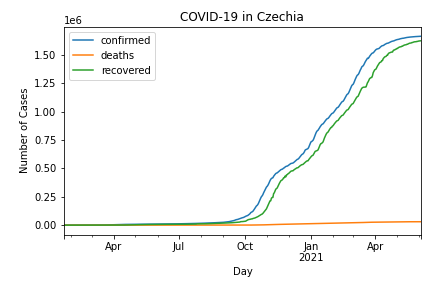 COVID-19 in Czechia
1e6
confirmed
deaths
recovered
1.50
1.25
1.00
0.75
0.50
0.25
0.00
Number of Cases
Apr
Jul
Oct
Jan
2021
Apr
Day